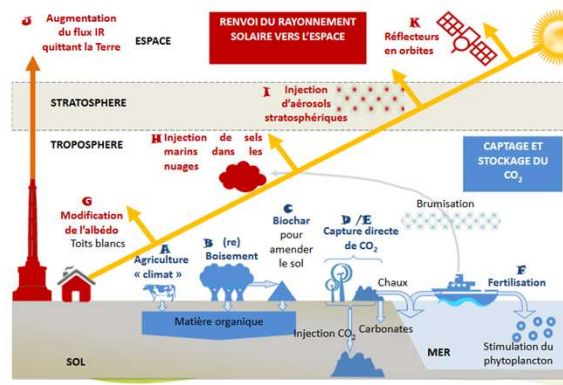 J Augmentation
du flux IR
quittant la Terre
ESPACE
RENVOI DU RAYONNEMENT
SOLAIRE VERS L'ESPACE
K
Réflecteurs
en orbites
STRATOSPHERE
I Injection
d'aérosols
stratosphériques
TROPOSPHERE
H Injection de sels
marins dans les
nuages
CAPTAGE ET
STOCKAGE DU
CO2
G
Modification
de l'albédo
Toits blancs
A
Agriculture
« climat »
B (re)
Boisement
C
Biochar
pour
amender
le sol
D /E
Capture directe
de CO2
Brumisation
Chaux
F
Fertilisation
Matière organique
Injection CO2
Carbonates
SOL
MER
Stimulation du
phytoplancton